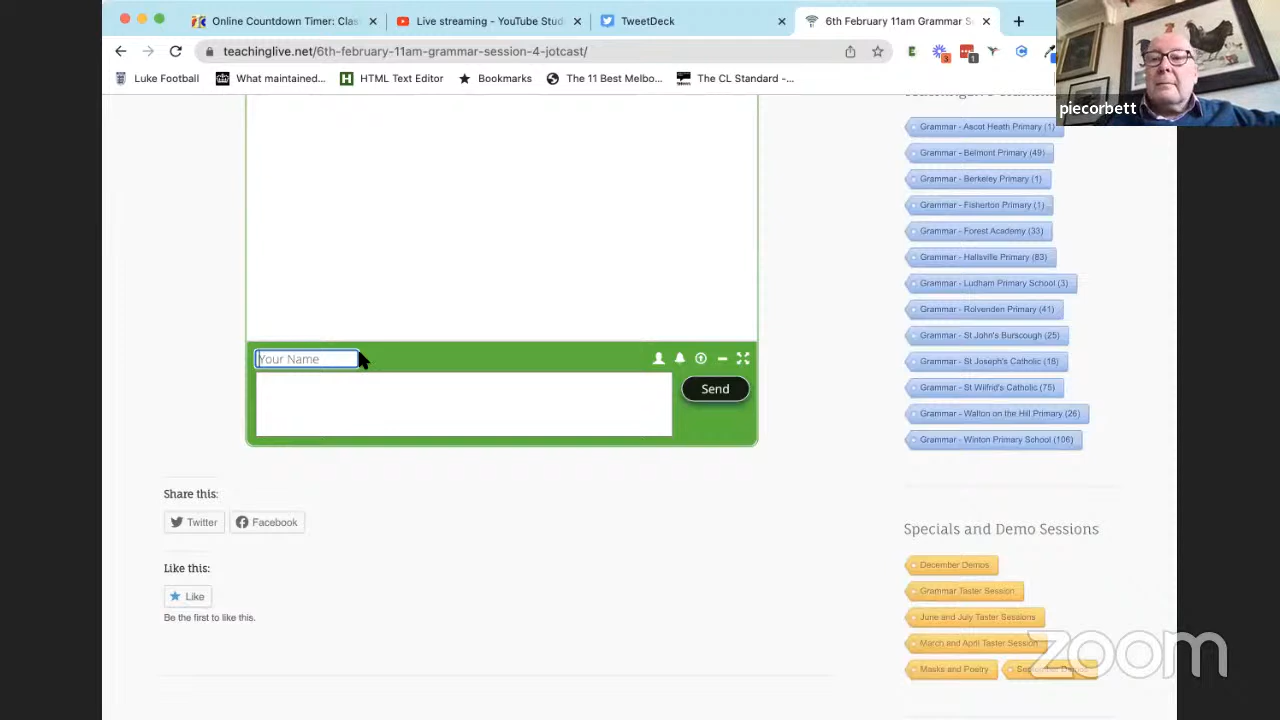 Online Countdown Timer: Clas
Live streaming - YouTube Stud
TweetDeck
6th February 11am Grammar S
teachinglive.net/6th-february-11am-grammar-session-4-jotcast/
3
1
Luke Football
What maintained...
HTML Text Editor
Bookmarks
The 11 Best Melbo...
The CL Standard -...
piecorbett
Grammar - Ascot Heath Primary (1)
Grammar - Belmont Primary (49)
Grammar - Berkeley Primary (1)
Grammar - Fisherton Primary (1)
Grammar - Forest Academy (33)
Grammar - Hallsville Primary (83)
Grammar - Ludham Primary School (3)
Grammar - Rolvenden Primary (41)
Grammar - St John's Burscough (25)
Grammar - St Joseph's Catholic (18)
Grammar - St Wilfrid's Catholic (75)
Grammar - Walton on the Hill Primary (26)
Grammar - Winton Primary School (106)
Your Name
Send
Share this:
Twitter
Facebook
Like this:
Like
Be the first to like this.
Specials and Demo Sessions
December Demos
Grammar Taster Session
June and July Taster Sessions
March and April Taster Session
Masks and Poetry
September Demos
zoom